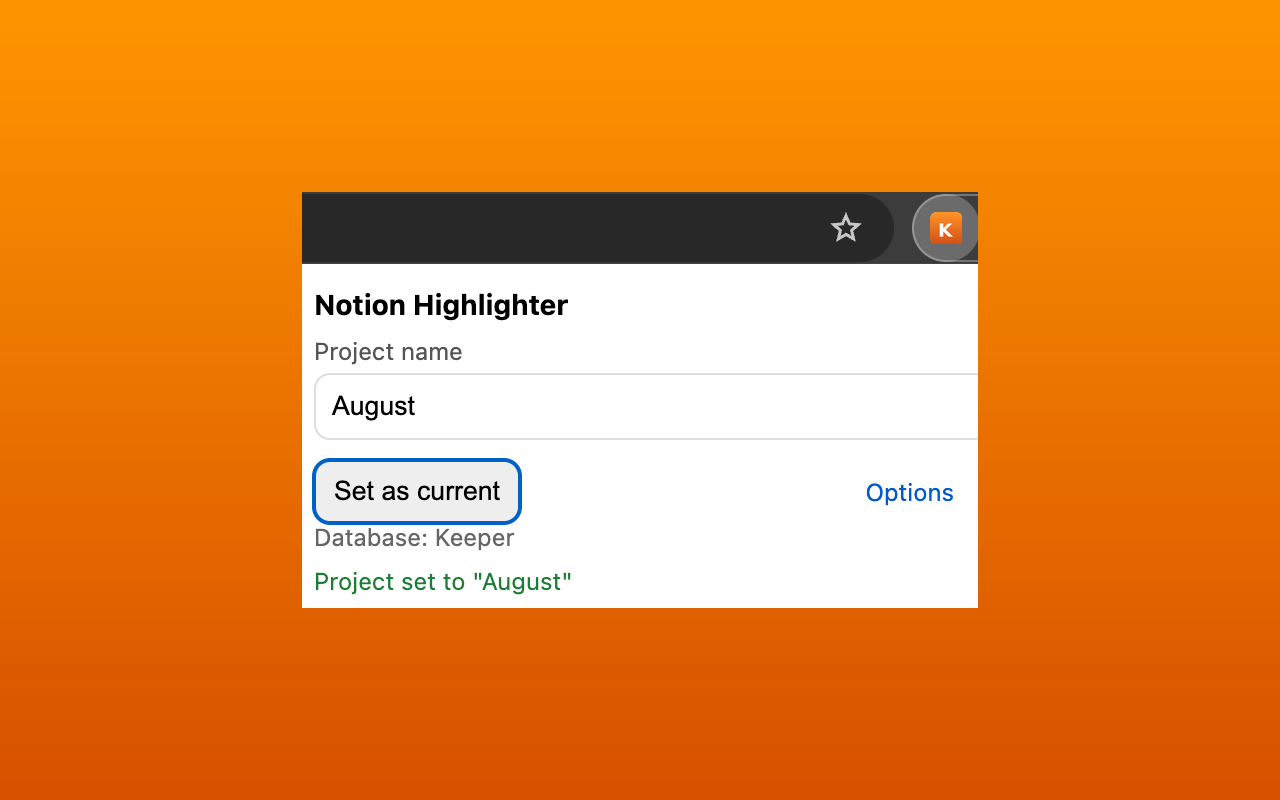 K
Notion Highlighter
Project name
August
Set as current
Options
Database: Keeper
Project set to "August"